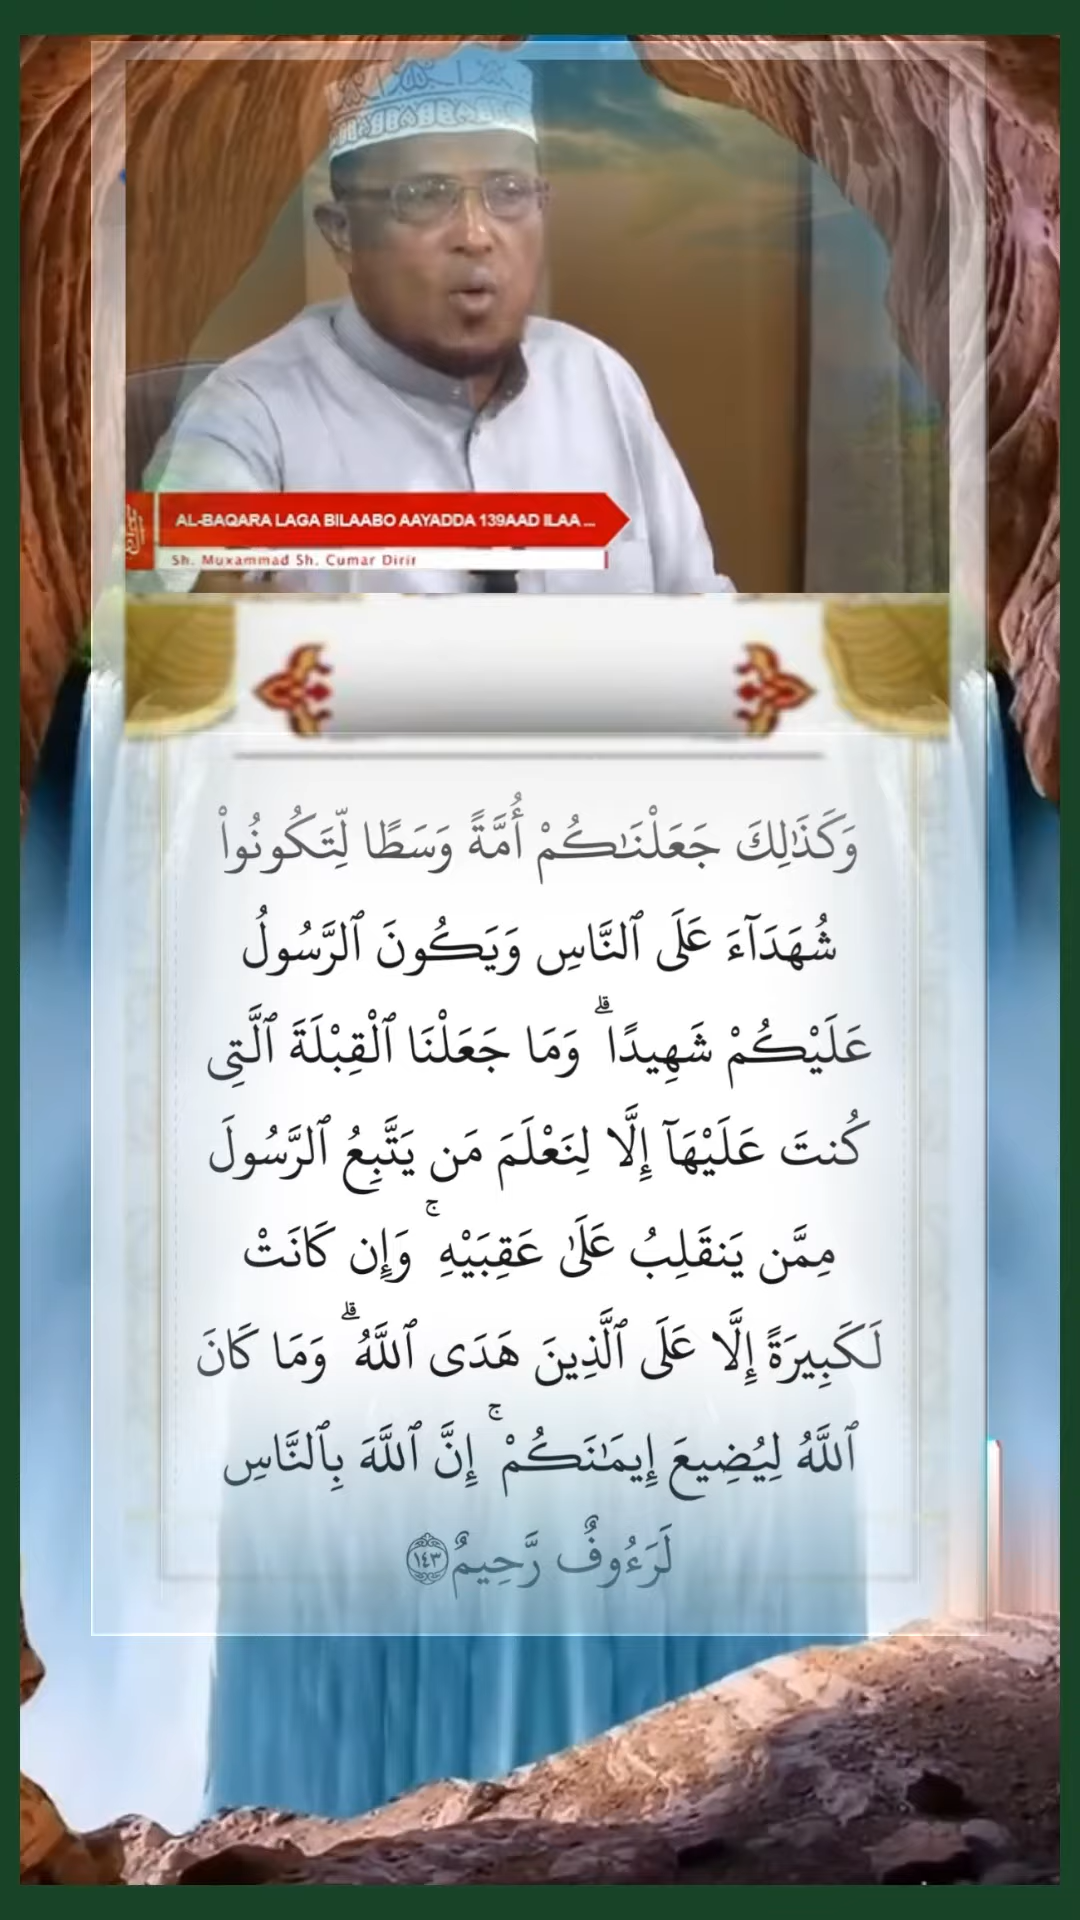 AL-BAQARA LAGA BILAABO AAYADDA 139AAD ILAA ...
Sh. Muxammad Sh. Cumar Dirir
وَكَذَٰلِكَ جَعَلْنَـٰكُمْ أُمَّةً وَسَطًا لِّتَكُونُوا۟
شُهَدَآءَ عَلَى ٱلنَّاسِ وَيَكُونَ ٱلرَّسُولُ
عَلَيْكُمْ شَهِيدًا ۗ وَمَا جَعَلْنَا ٱلْقِبْلَةَ ٱلَّتِى
كُنتَ عَلَيْهَآ إِلَّا لِنَعْلَمَ مَن يَتَّبِعُ ٱلرَّسُولَ
مِمَّن يَنقَلِبُ عَلَىٰ عَقِبَيْهِ ۚ وَإِن كَانَتْ
لَكَبِيرَةً إِلَّا عَلَى ٱلَّذِينَ هَدَى ٱللَّهُ ۗ وَمَا كَانَ
ٱللَّهُ لِيُضِيعَ إِيمَـٰنَكُمْ ۚ إِنَّ ٱللَّهَ بِٱلنَّاسِ
لَرَءُوفٌ رَّحِيمٌ ١٤٣